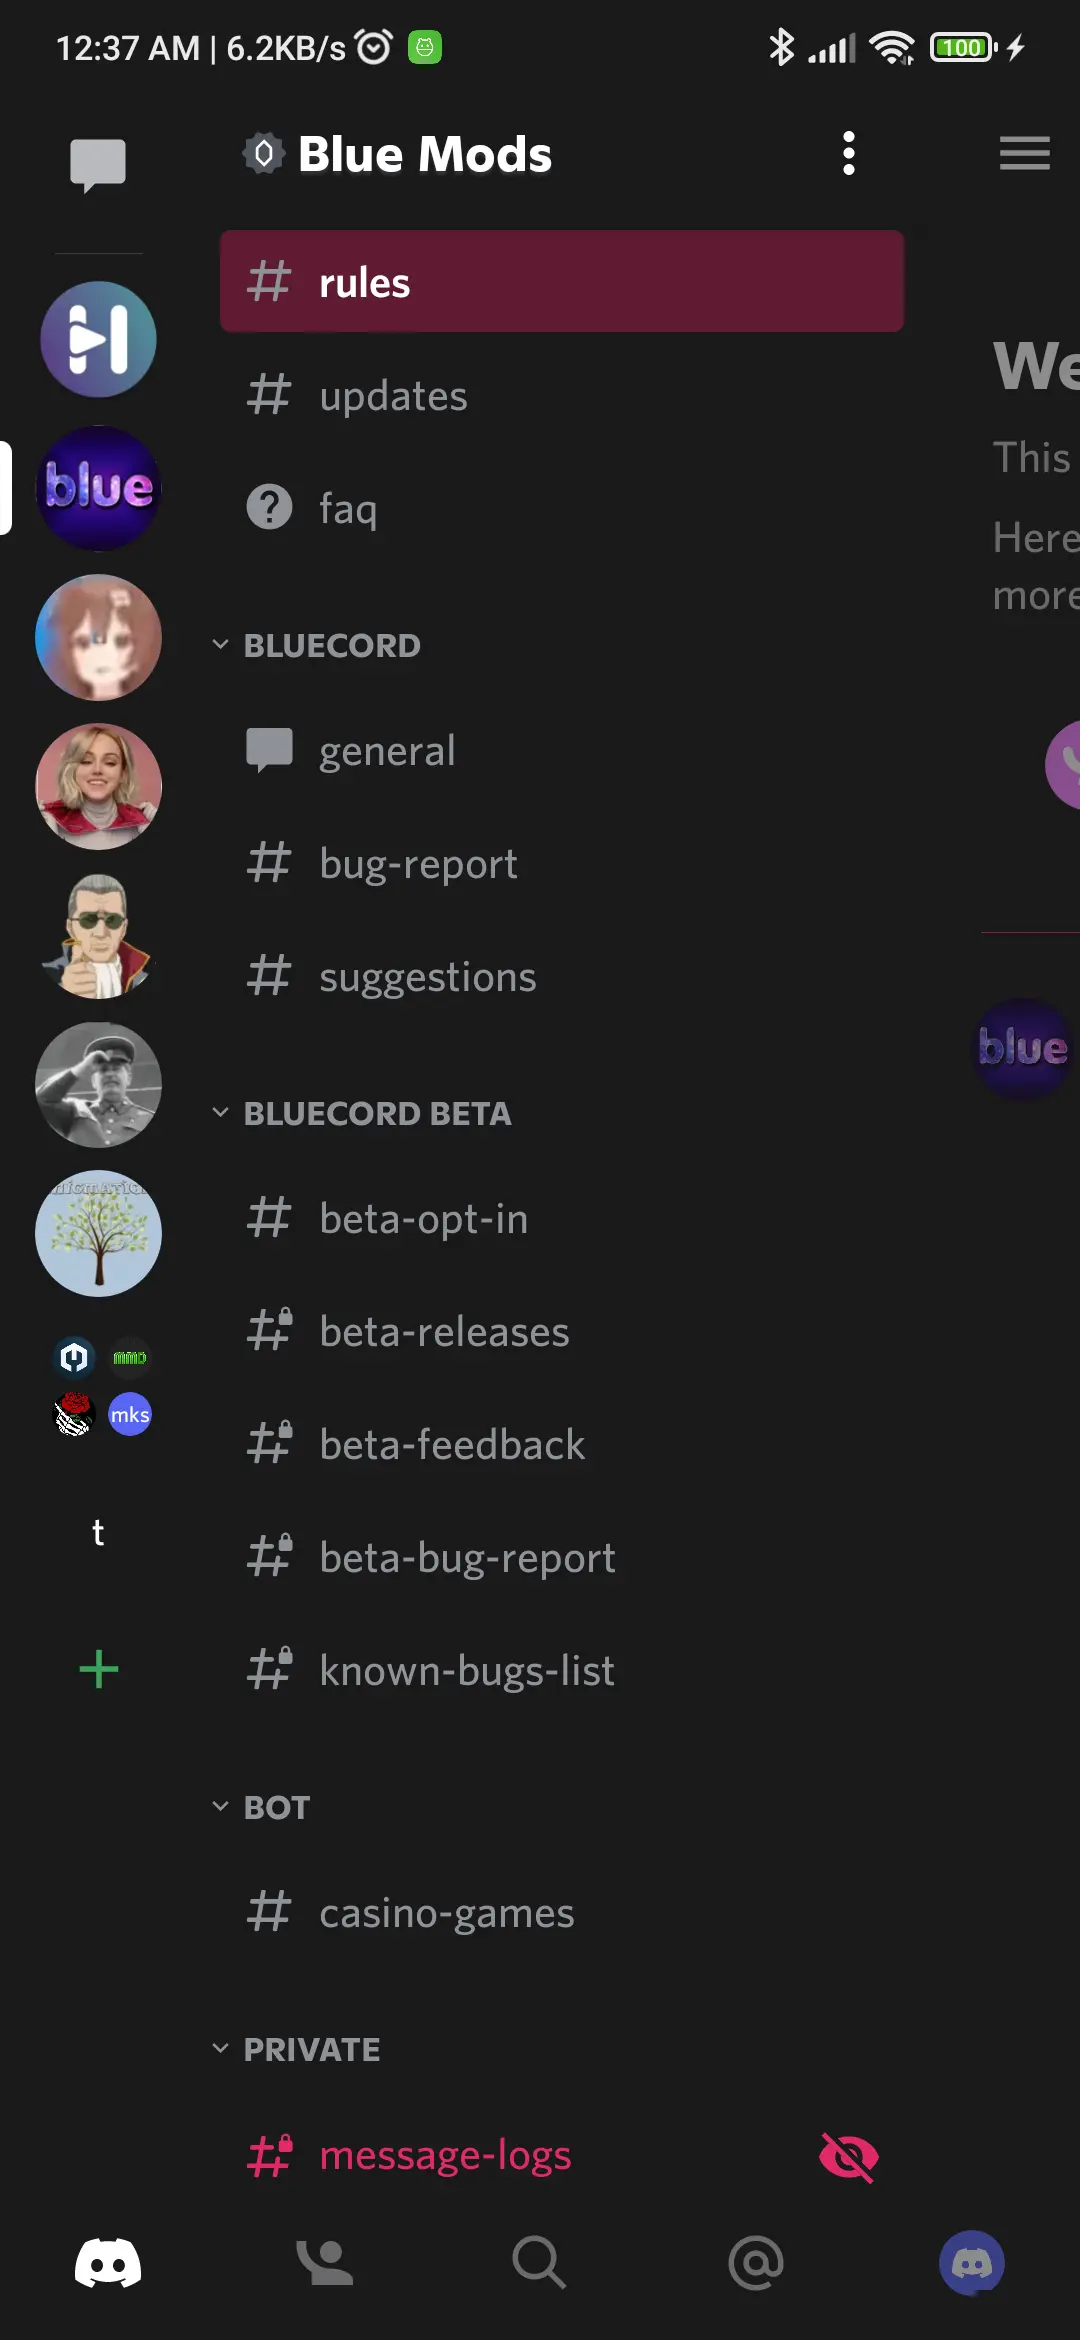 12:37 AM | 6.2KB/s
100
Blue Mods
rules
updates
faq
BLUECORD
general
bug-report
suggestions
BLUECORD BETA
beta-opt-in
beta-releases
beta-feedback
beta-bug-report
known-bugs-list
BOT
casino-games
PRIVATE
message-logs
blue
MMD
mks
t
We
This
Here
more
blue